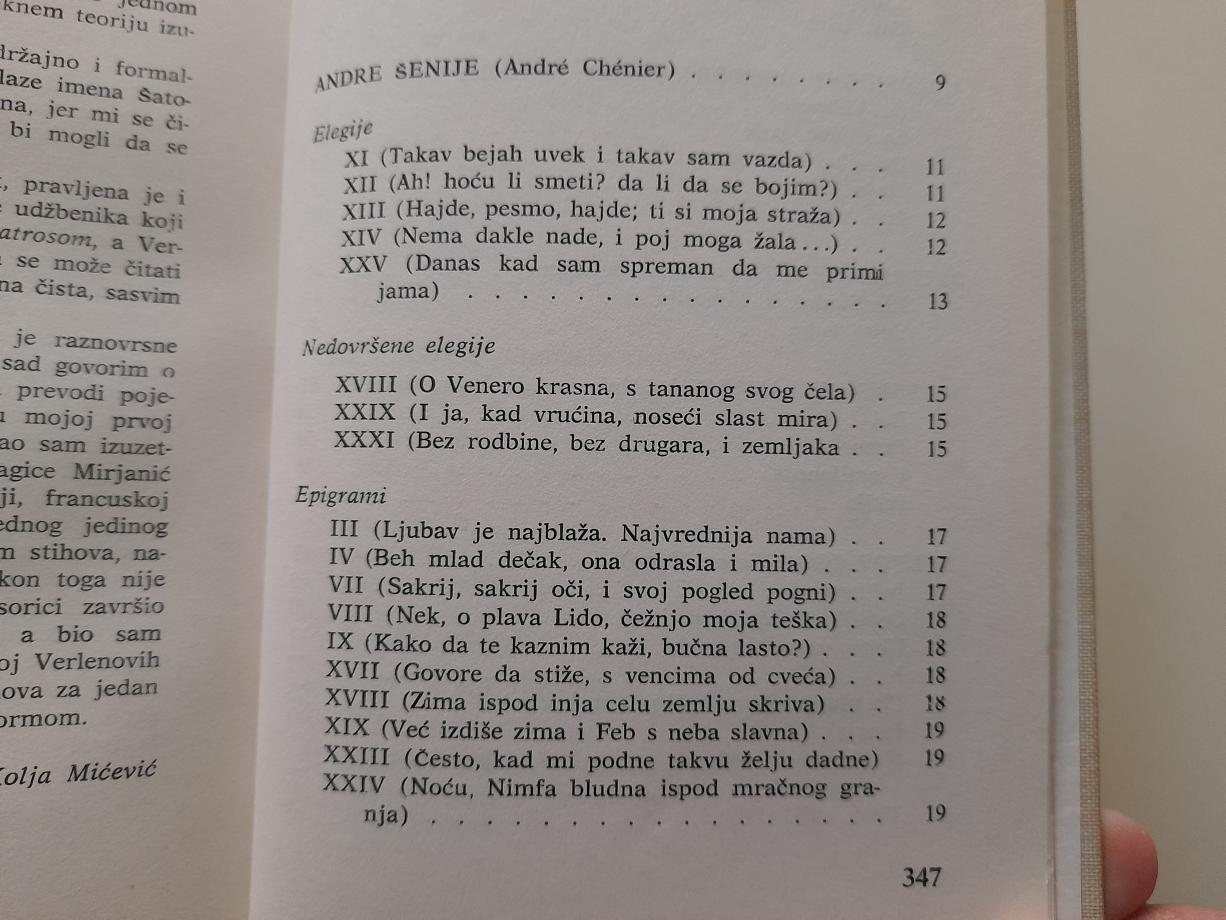 jednom
knem teoriju izu-
držajno i formal-
laze imena Šato-
na, jer mi se či-
bi mogli da se
pravljena je i
udžbenika koji
atrosom, a Ver-
se može čitati
na čista, sasvim
je raznovrsne
sad govorim o
prevodi poje-
mojoj prvoj
ao sam izuzet-
agice Mirjanić
ji, francuskoj
ednog jedinog
m stihova, na-
kon toga nije
sorici završio
a bio sam
oj Verlenovih
ova za jedan
ormom.
Kolja Mićević
ANDRE ŠENIJE (André Chénier) . . . . . . . . 9
Elegije
XI (Takav bejah uvek i takav sam vazda) . . . 11
XII (Ah! hoću li smeti? da li da se bojim?) . . 11
XIII (Hajde, pesmo, hajde; ti si moja straža) . . 12
XIV (Nema dakle nade, i poj moga žala...) . . 12
XXV (Danas kad sam spreman da me primi
jama) . . . . . . . . . . . . . . . . 13
Nedovršene elegije
XVIII (O Venero krasna, s tananog svog čela) . 15
XXIX (I ja, kad vrućina, noseći slast mira) . . 15
XXXI (Bez rodbine, bez drugara, i zemljaka . . 15
Epigrami
III (Ljubav je najblaža. Najvrednija nama) . . 17
IV (Beh mlad dečak, ona odrasla i mila) . . . 17
VII (Sakrij, sakrij oči, i svoj pogled pogni) . . 17
VIII (Nek, o plava Lido, čežnjo moja teška) . . 18
IX (Kako da te kaznim kaži, bučna lasto?) . . . 18
XVII (Govore da stiže, s vencima od cveća) . . 18
XVIII (Zima ispod inja celu zemlju skriva) . . 18
XIX (Već izdiše zima i Feb s neba slavna) . . . 19
XXIII (Često, kad mi podne takvu želju dadne) 19
XXIV (Noću, Nimfa bludna ispod mračnog gra-
nja) . . . . . . . . . . . . . . . . . 19
347